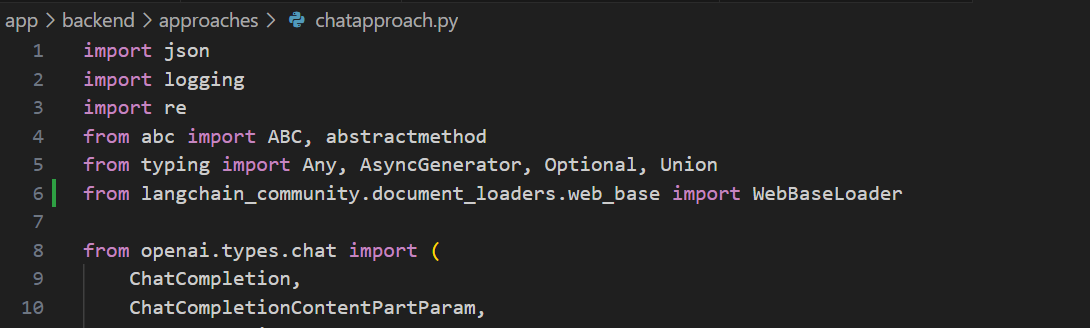 app > backend > approaches > chatapproach.py
1 import json
2 import logging
3 import re
4 from abc import ABC, abstractmethod
5 from typing import Any, AsyncGenerator, Optional, Union
6 from langchain_community.document_loaders.web_base import WebBaseLoader
7
8 from openai.types.chat import (
9 ChatCompletion,
10 ChatCompletionContentPartParam,